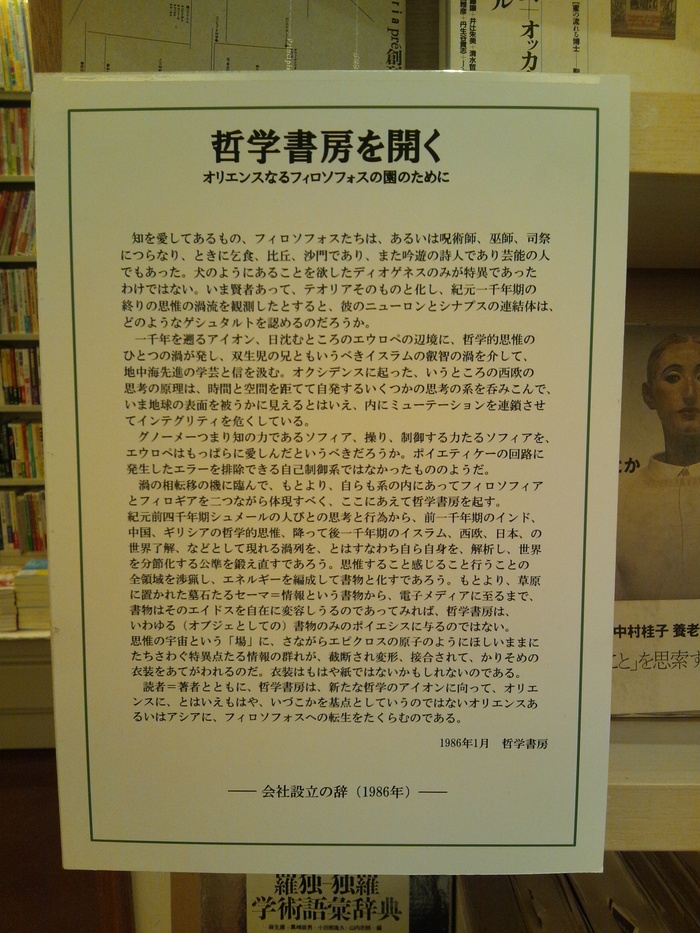 ria pré
創
principia
オッカ
ル
哲学書房を開く
オリエンスなるフィロソフォスの園のために
知を愛してあるもの、フィロソフォスたちは、あるいは呪術師、巫師、司祭
につらなり、ときに乞食、比丘、沙門であり、また吟遊の詩人であり芸能の人
でもあった。犬のようにあることを欲したディオゲネスのみが特異であった
わけではない。いま賢者あって、テオリアそのものと化し、紀元一千年期の
終りの思惟の渦流を観測したとすると、彼のニューロンとシナプスの連結体は、
どのようなゲシュタルトを認めるのだろうか。
一千年を遡るアイオン、日沈むところのエウロペの辺境に、哲学的思惟の
ひとつの渦が発し、双生児の兄ともいうべきイスラムの叡智の渦を介して、
地中海先進の学芸と信を汲む。オクシデンスに起った、いうところの西欧の
思考の原理は、時間と空間を距てて自発するいくつかの思考の系を呑みこんで、
いま地球の表面を被うかに見えるとはいえ、内にミューテーションを連鎖させ
てインテグリティを危くしている。
グノーメーつまり知の力であるソフィア、操り、制御する力たるソフィアを、
エウロペはもっぱらに愛しんだというべきだろうか。ポイエティケーの回路に
発生したエラーを排除できる自己制御系ではなかったもののようだ。
渦の相転移の機に臨んで、もとより、自らも系の内にあってフィロソフィア
とフィロギアを二つながら体現すべく、ここにあえて哲学書房を起す。
紀元前四千年期シュメールの人びとの思考と行為から、前一千年期のインド、
中国、ギリシアの哲学的思惟、降って後一千年期のイスラム、西欧、日本、の
世界了解、などとして現れる渦列を、とはすなわち自ら自身を、解析し、世界
を分節化する公準を鍛え直すであろう。思惟すること感じること行うことの
全領域を渉猟し、エネルギーを編成して書物と化すであろう。もとより、草原
に置かれた墓石たるセーマ＝情報という書物から、電子メディアに至るまで、
書物はそのエイドスを自在に変容しうるのであってみれば、哲学書房は、
いわゆる（オブジェとしての）書物のみのポイエシスに与るのではない。
思惟の宇宙という「場」に、さながらエピクロスの原子のようにほしいままに
たちさわぐ特異点たる情報の群れが、截断され変形、接合されて、かりそめの
衣装をあてがわれるのだ。衣装はもはや紙ではないかもしれないのである。
読者＝著者とともに、哲学書房は、新たな哲学のアイオンに向って、オリエ
ンスに、とはいえもはや、いづこかを基点としていうのではないオリエンスあ
るいはアジアに、フィロソフォスへの転生をたくらむのである。
1986年1月　哲学書房
―― 会社設立の辞（1986年） ――
か
中村桂子 養老
こと」を思索す
羅独－独羅
学術語彙辞典